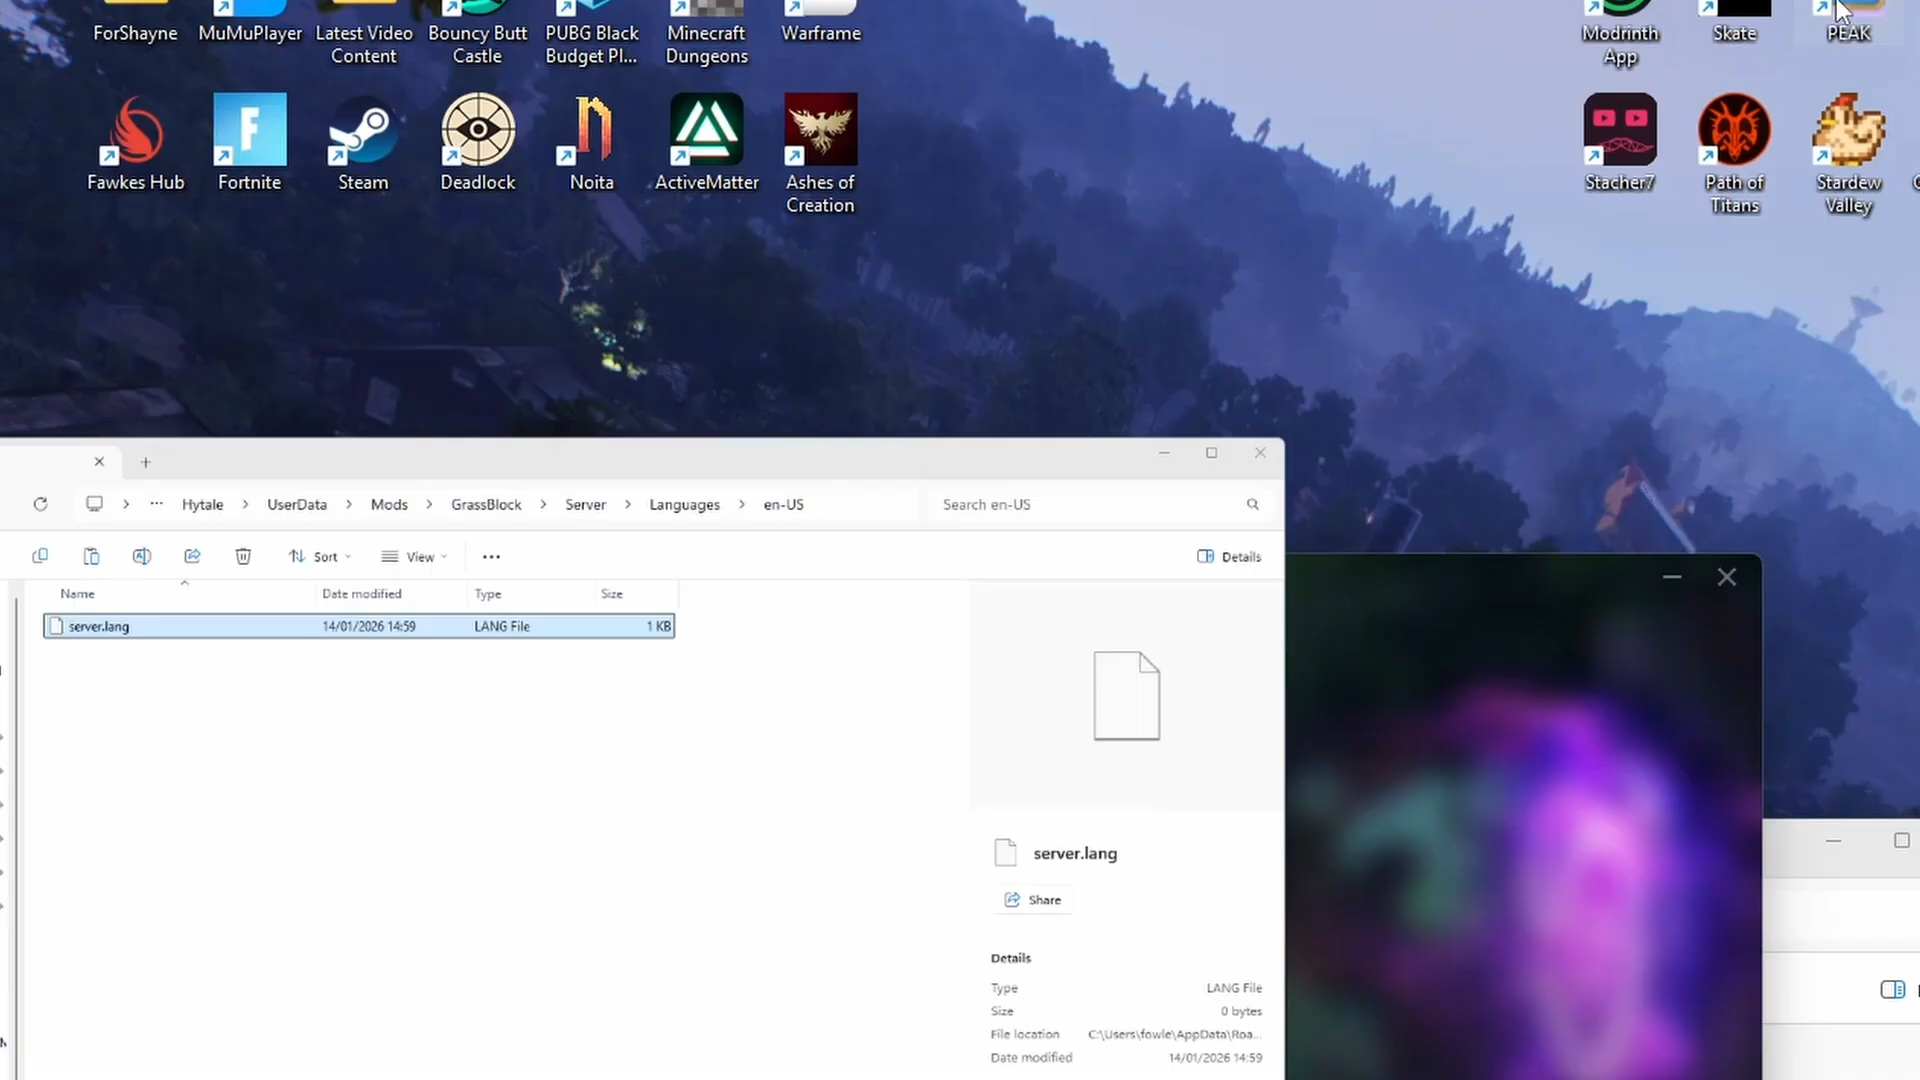 ForShayne
MuMuPlayer
Latest Video
Content
Bouncy Butt
Castle
PUBG Black
Budget Pl...
Minecraft
Dungeons
Warframe
Modrinth
App
Skate
PEAK
Fawkes Hub
Fortnite
Steam
Deadlock
Noita
ActiveMatter
Ashes of
Creation
Stacher7
Path of
Titans
Stardew
Valley
Hytale > UserData > Mods > GrassBlock > Server > Languages > en-US
Search en-US
Sort
View
Details
Name
Date modified
Type
Size
server.lang
14/01/2026 14:59
LANG File
1 KB
server.lang
Share
Details
Type
LANG File
Size
0 bytes
File location
C:\Users\fowle\AppData\Roa...
Date modified
14/01/2026 14:59